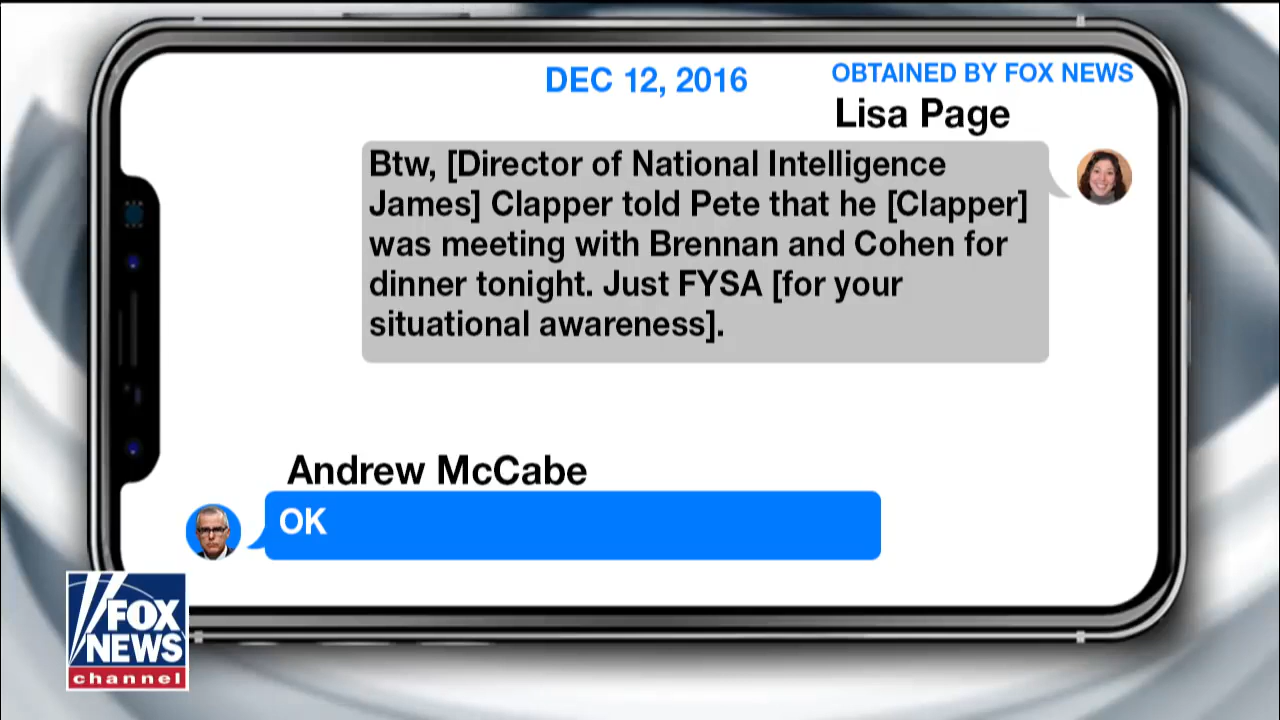 DEC 12, 2016
OBTAINED BY FOX NEWS
Lisa Page
Btw, [Director of National Intelligence
James] Clapper told Pete that he [Clapper]
was meeting with Brennan and Cohen for
dinner tonight. Just FYSA [for your
situational awareness].
Andrew McCabe
OK
FOX
NEWS
channel